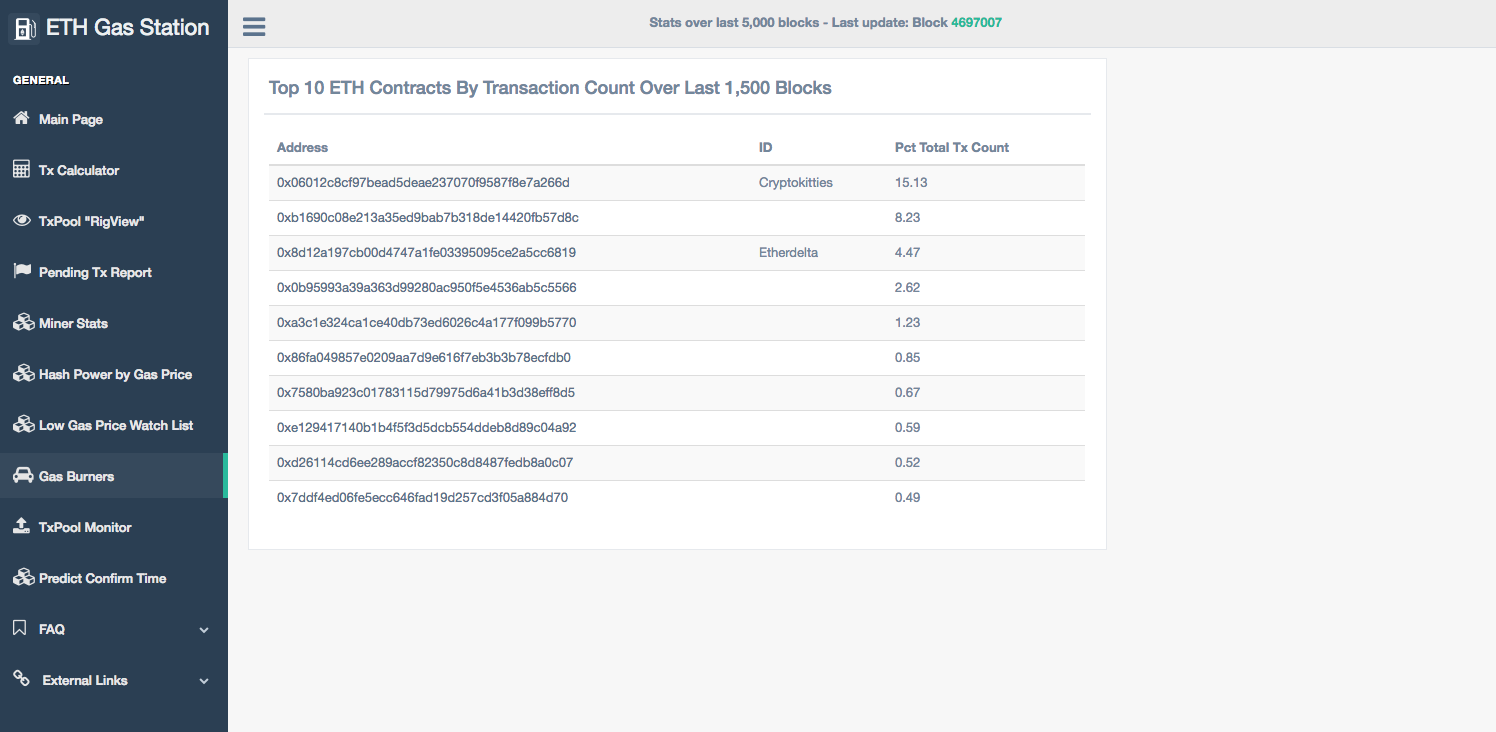 ETH Gas Station
GENERAL
Main Page
Tx Calculator
TxPool "RigView"
Pending Tx Report
Miner Stats
Hash Power by Gas Price
Low Gas Price Watch List
Gas Burners
TxPool Monitor
Predict Confirm Time
FAQ
External Links
Stats over last 5,000 blocks - Last update: Block 4697007
Top 10 ETH Contracts By Transaction Count Over Last 1,500 Blocks
Address ID Pct Total Tx Count
0x06012c8cf97bead5deae237070f9587f8e7a266d Cryptokitties 15.13
0xb1690c08e213a35ed9bab7b318de14420fb57d8c 8.23
0x8d12a197cb00d4747a1fe03395095ce2a5cc6819 Etherdelta 4.47
0x0b95993a39a363d99280ac950f5e4536ab5c5566 2.62
0xa3c1e324ca1ce40db73ed6026c4a177f099b5770 1.23
0x86fa049857e0209aa7d9e616f7eb3b3b78ecfdb0 0.85
0x7580ba923c01783115d79975d6a41b3d38eff8d5 0.67
0xe129417140b1b4f5f3d5dcb554ddeb8d89c04a92 0.59
0xd26114cd6ee289accf82350c8d8487fedb8a0c07 0.52
0x7ddf4ed06fe5ecc646fad19d257cd3f05a884d70 0.49